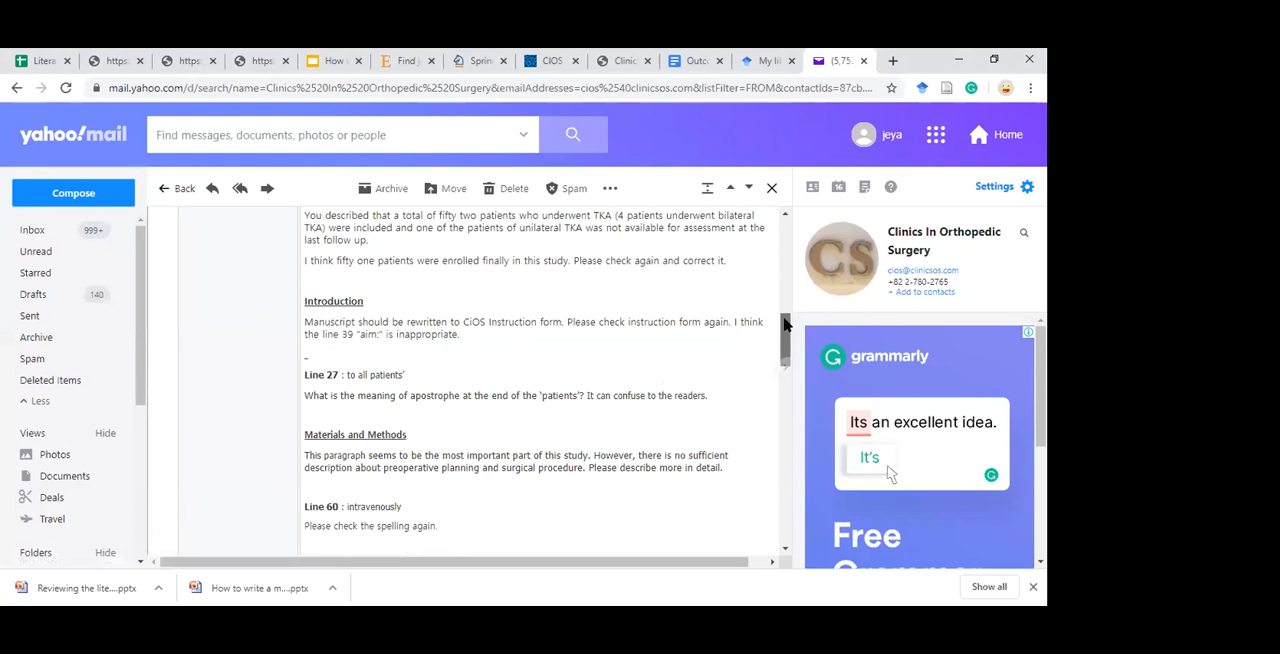 Litera
https:
https:
https:
How
Find j
Sprin
CIOS
Clinic
Outco
My li
(5,75.
mail.yahoo.com/d/search/name=Clinics%2520In%2520Orthopedic%2520Surgery&emailAddresses=cios%2540clinicsos.com&listFilter=FROM&contactIds=87cb...
yahoo!mail
Find messages, documents, photos or people
jeya
Home
Compose
Back
Archive
Move
Delete
Spam
16
Settings
Inbox 999+
Unread
Starred
Drafts 140
Sent
Archive
Spam
Deleted Items
Less
Views Hide
Photos
Documents
Deals
Travel
Folders Hide
You described that a total of fifty two patients who underwent TKA (4 patients underwent bilateral
TKA) were included and one of the patients of unilateral TKA was not available for assessment at the
last follow up.
I think fifty one patients were enrolled finally in this study. Please check again and correct it.
Introduction
Manuscript should be rewritten to CiOS Instruction form. Please check instruction form again. I think
the line 39 “aim:” is inappropriate.
Line 27 : to all patients’
What is the meaning of apostrophe at the end of the ‘patients’? It can confuse to the readers.
Materials and Methods
This paragraph seems to be the most important part of this study. However, there is no sufficient
description about preoperative planning and surgical procedure. Please describe more in detail.
Line 60 : intravenously
Please check the spelling again.
CS
Clinics In Orthopedic
Surgery
cios@clinicsos.com
+82 2-780-2765
+ Add to contacts
grammarly
Its an excellent idea.
It's
Free
Reviewing the lite....pptx
How to write a m....pptx
Show all